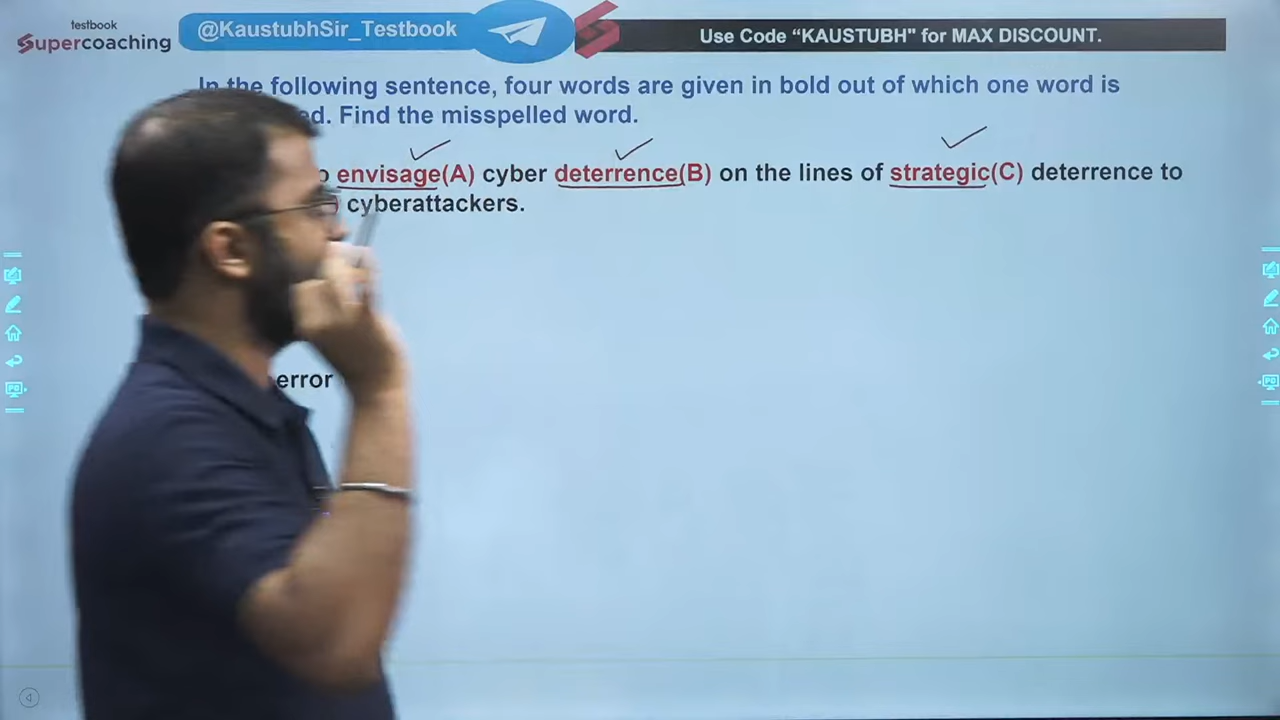 testbook
Supercoaching
@KaustubhSir_Testbook
Use Code “KAUSTUBH" for MAX DISCOUNT.
In the following sentence, four words are given in bold out of which one word is
Find the misspelled word.
envisage(A) cyber deterrence(B) on the lines of strategic(C) deterrence to
cyberattackers.
error